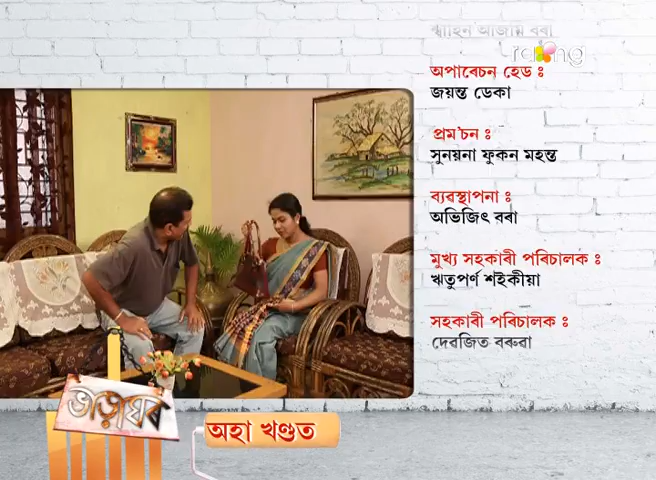 rang
অপাৰেচন হেড ঃ
জয়ন্ত ডেকা
প্ৰম'চন ঃ
সুনয়না ফুকন মহন্ত
ব্যৱস্থাপনা ঃ
অভিজিৎ বৰা
মুখ্য সহকাৰী পৰিচালক ঃ
ঋতুপৰ্ণ শইকীয়া
সহকাৰী পৰিচালক ঃ
দেৱজিত বৰুৱা
ভাড়াঘৰ
অহা খণ্ডত